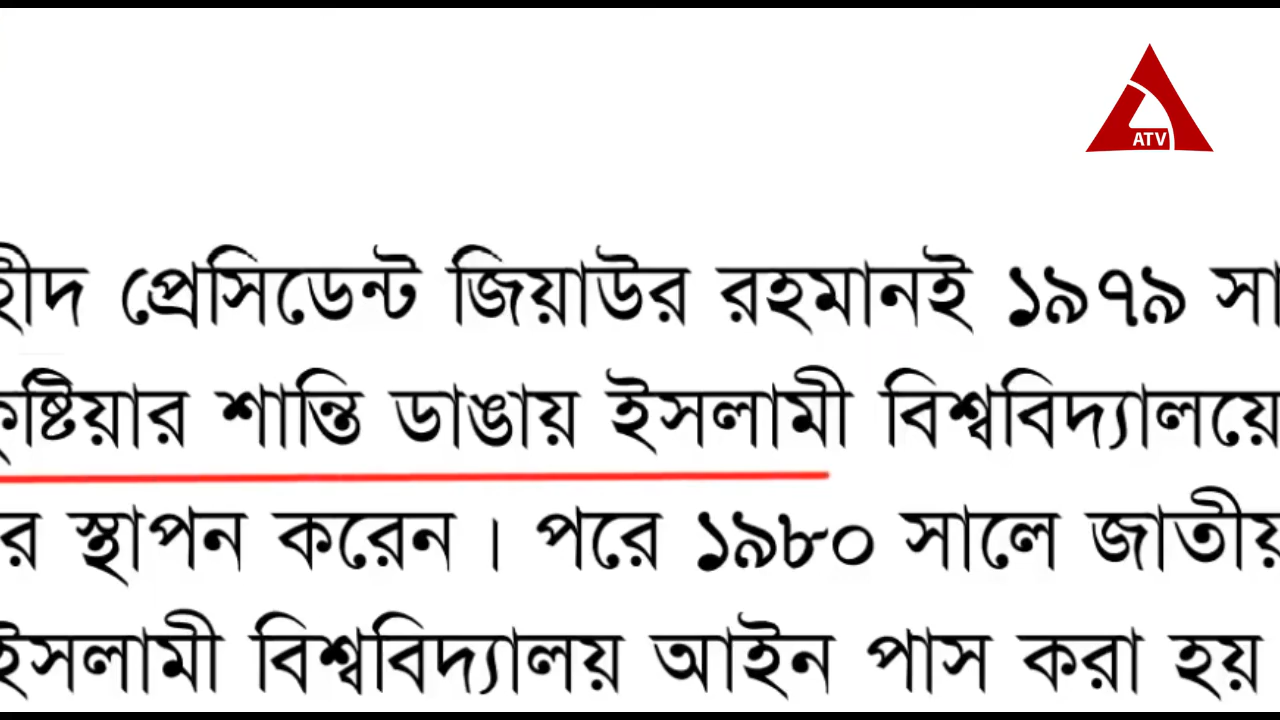 ATV
প্রেসিডেন্ট জিয়াউর রহমানই ১৯৭৯
শান্তি ডাঙায় ইসলামী বিশ্ববিদ্যালয়ে
স্থাপন করেন। পরে ১৯৮০ সালে জাতীয়
ইসলামী বিশ্ববিদ্যালয় আইন পাস করা হয়